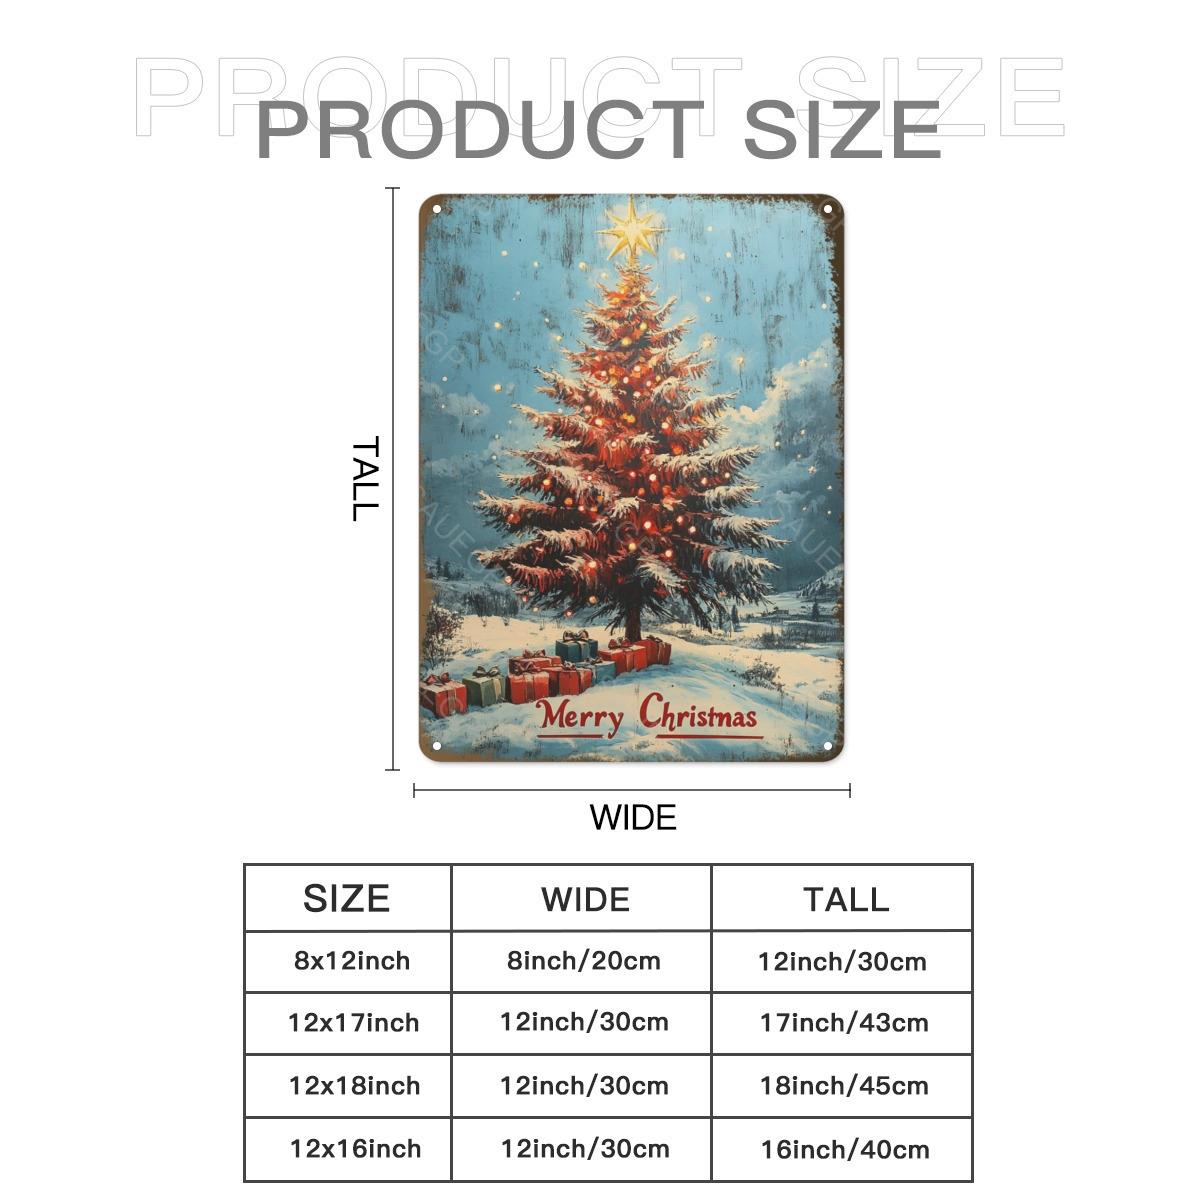 PRODUCT SIZE
PRODUCT SIZE
TALL
Merry Christmas
WIDE
SIZE WIDE TALL
8x12inch 8inch/20cm 12inch/30cm
12x17inch 12inch/30cm 17inch/43cm
12x18inch 12inch/30cm 18inch/45cm
12x16inch 12inch/30cm 16inch/40cm